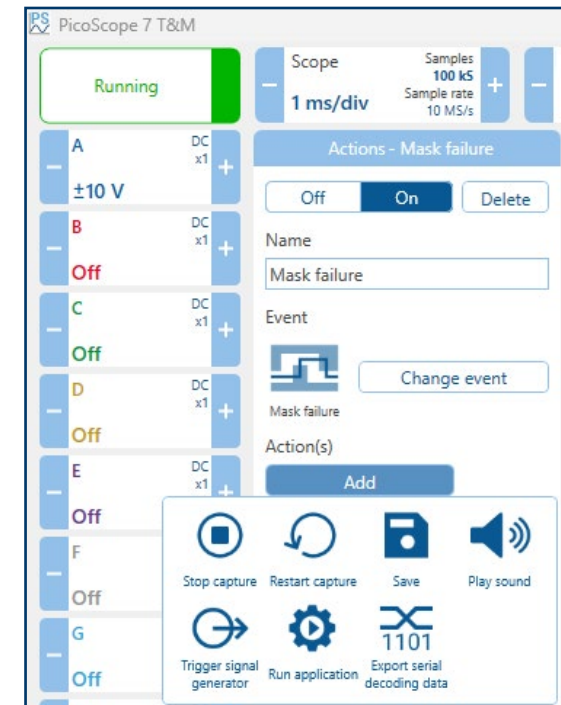 PS
PicoScope 7 T&M
Running
Scope
1 ms/div
Samples
100 kS
Sample rate
10 MS/s
A
DC
x1
±10 V
B
DC
x1
Off
C
DC
x1
Off
D
DC
x1
Off
E
DC
x1
Off
F
Off
G
Off
Actions - Mask failure
Off On Delete
Name
Mask failure
Event
Mask failure
Change event
Action(s)
Add
Stop capture
Restart capture
Save
Play sound
Trigger signal
generator
Run application
1101
Export serial
decoding data